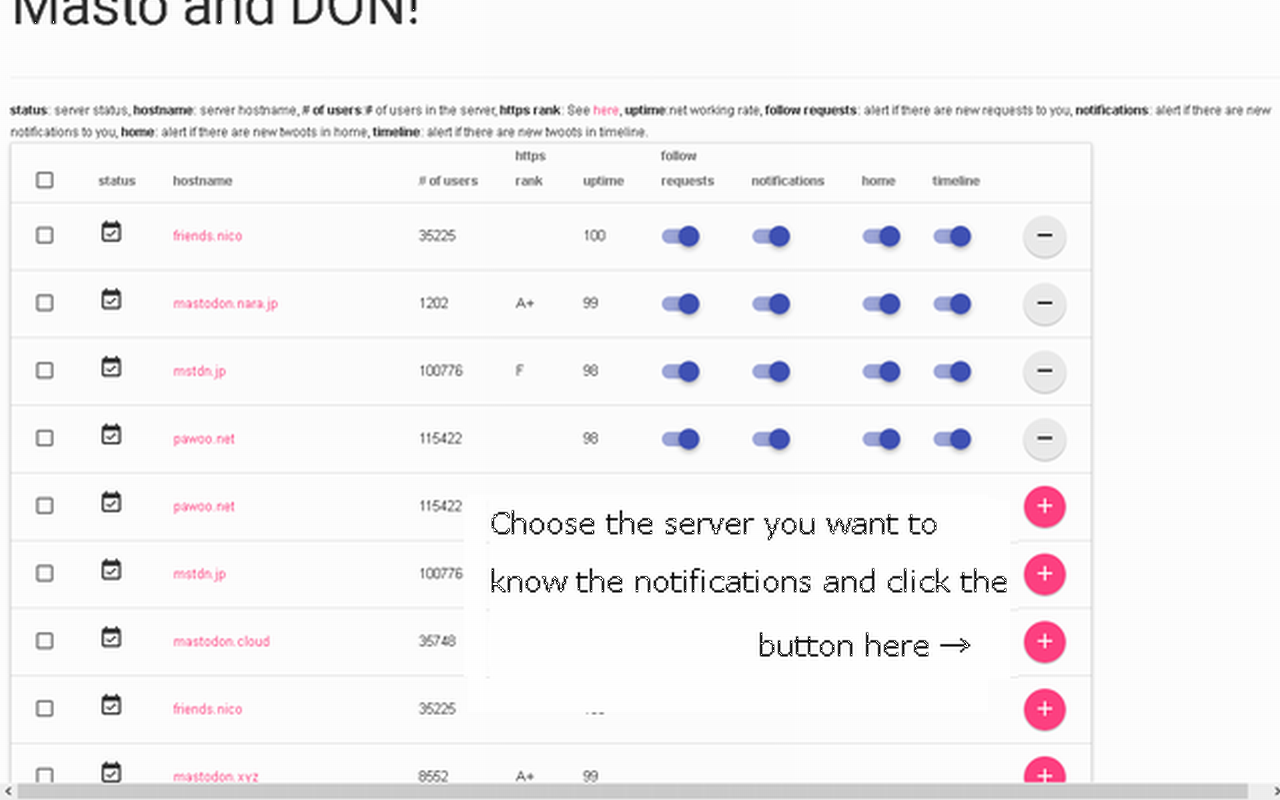 Masto and DON!
status: server status, hostname: server hostname, # of users:# of users in the server, https rank: See here, uptime:net working rate, follow requests: alert if there are new requests to you, notifications: alert if there are new
notifications to you, home: alert if there are new twoots in home, timeline: alert if there are new twoots in timeline.
https follow
status hostname # of users rank uptime requests notifications home timeline
friends.nico 35225 100
mastodon.nara.jp 1202 A+ 99
mstdn.jp 100776 F 98
pawoo.net 115422 98
pawoo.net 115422
Choose the server you want to
mstdn.jp 100776
know the notifications and click the
mastodon.cloud 35748
button here →
friends.nico 35225
mastodon.xyz 8552 A+ 99